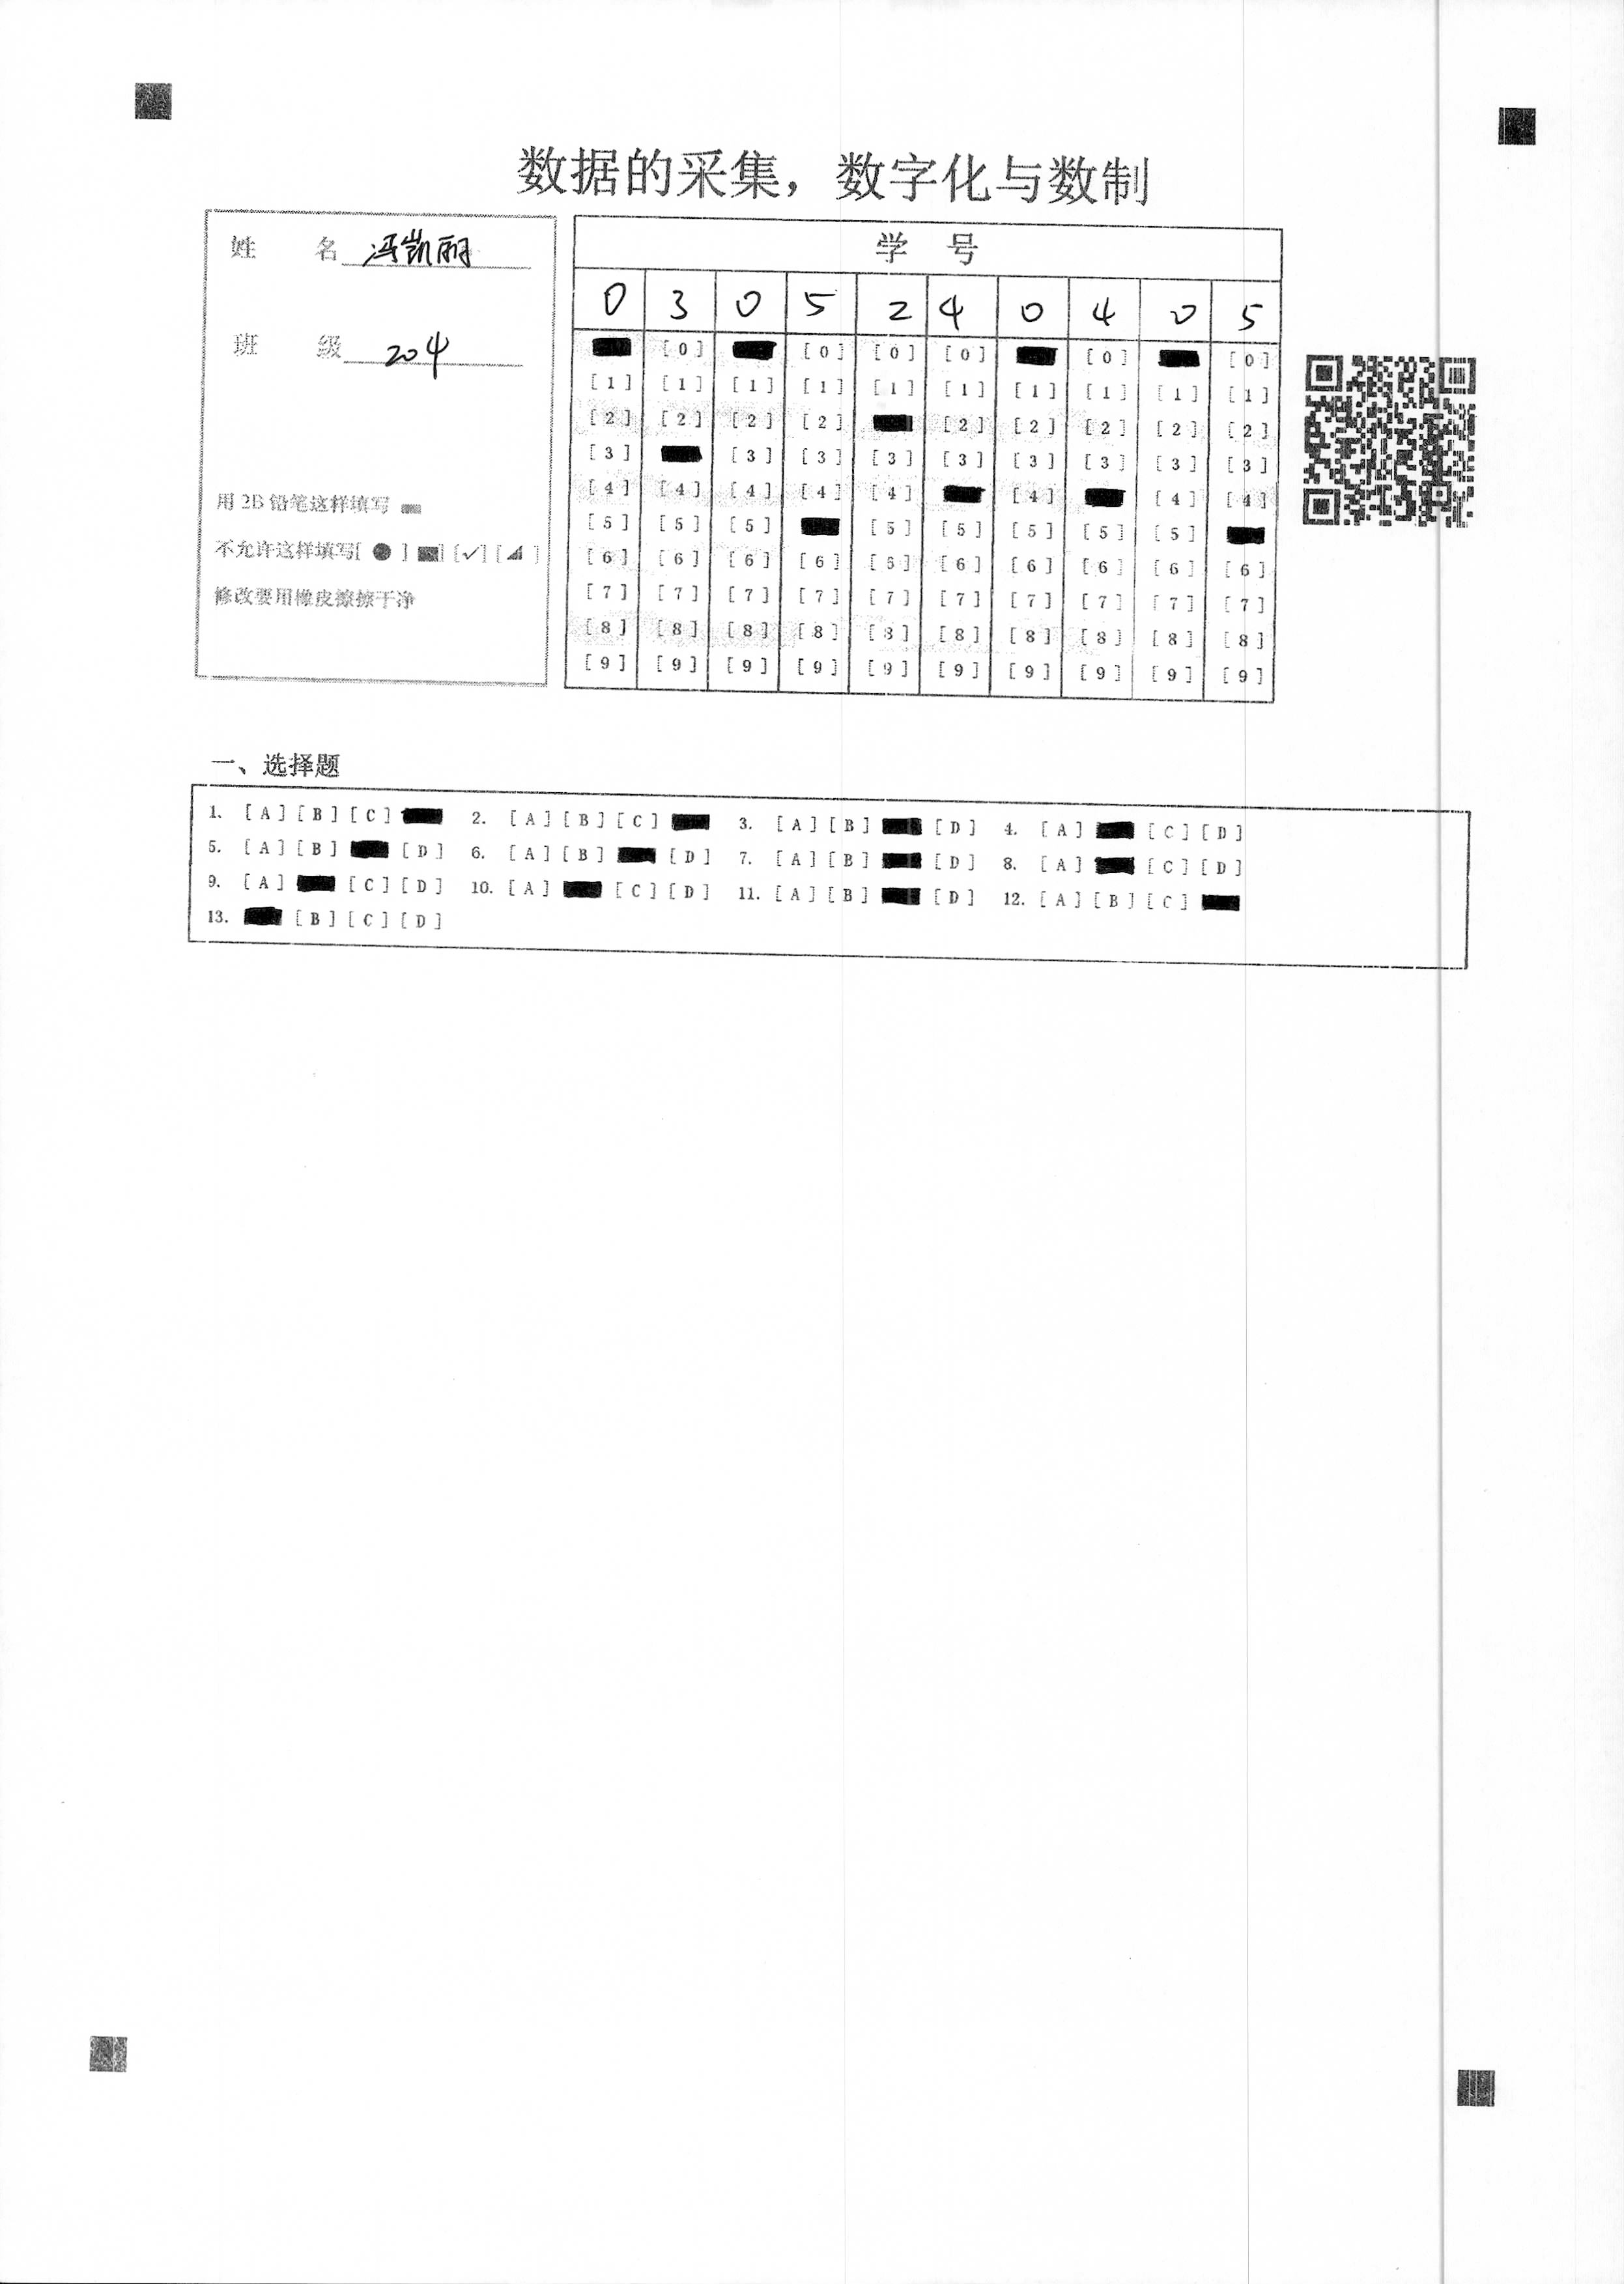 数据的采集，数字化与数制
姓 名 冯凯丽
班 级 204
用 2B 铅笔这样填写
不允许这样填写[ ● ] [■] [✓] [◢ ]
修改要用橡皮擦擦干净
学 号
0 3 0 5 2 4 0 4 0 5
[0] [0] [0] [0] [0] [0]
[1] [1] [1] [1] [1] [1] [1] [1] [1] [1]
[2] [2] [2] [2] [2] [2] [2] [2] [2]
[3] [3] [3] [3] [3] [3] [3] [3] [3]
[4] [4] [4] [4] [4] [4] [4] [4]
[5] [5] [5] [5] [5] [5] [5] [5]
[6] [6] [6] [6] [6] [6] [6] [6] [6] [6]
[7] [7] [7] [7] [7] [7] [7] [7] [7] [7]
[8] [8] [8] [8] [8] [8] [8] [8] [8] [8]
[9] [9] [9] [9] [9] [9] [9] [9] [9] [9]
一、选择题
1. [A] [B] [C] 2. [A] [B] [C] 3. [A] [B] [D] 4. [A] [C] [D]
5. [A] [B] [D] 6. [A] [B] [D] 7. [A] [B] [D] 8. [A] [C] [D]
9. [A] [C] [D] 10. [A] [C] [D] 11. [A] [B] [D] 12. [A] [B] [C]
13. [B] [C] [D]